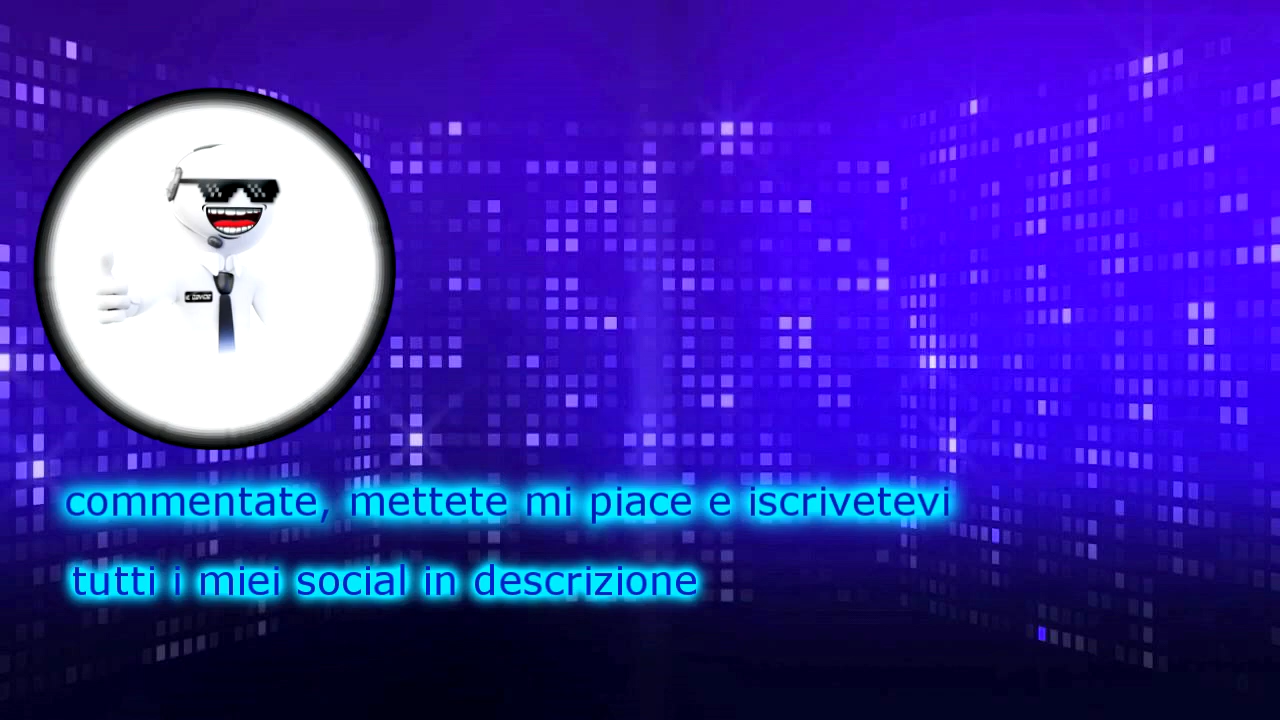 commentate, mettete mi piace e iscrivetevi
tutti i miei social in descrizione